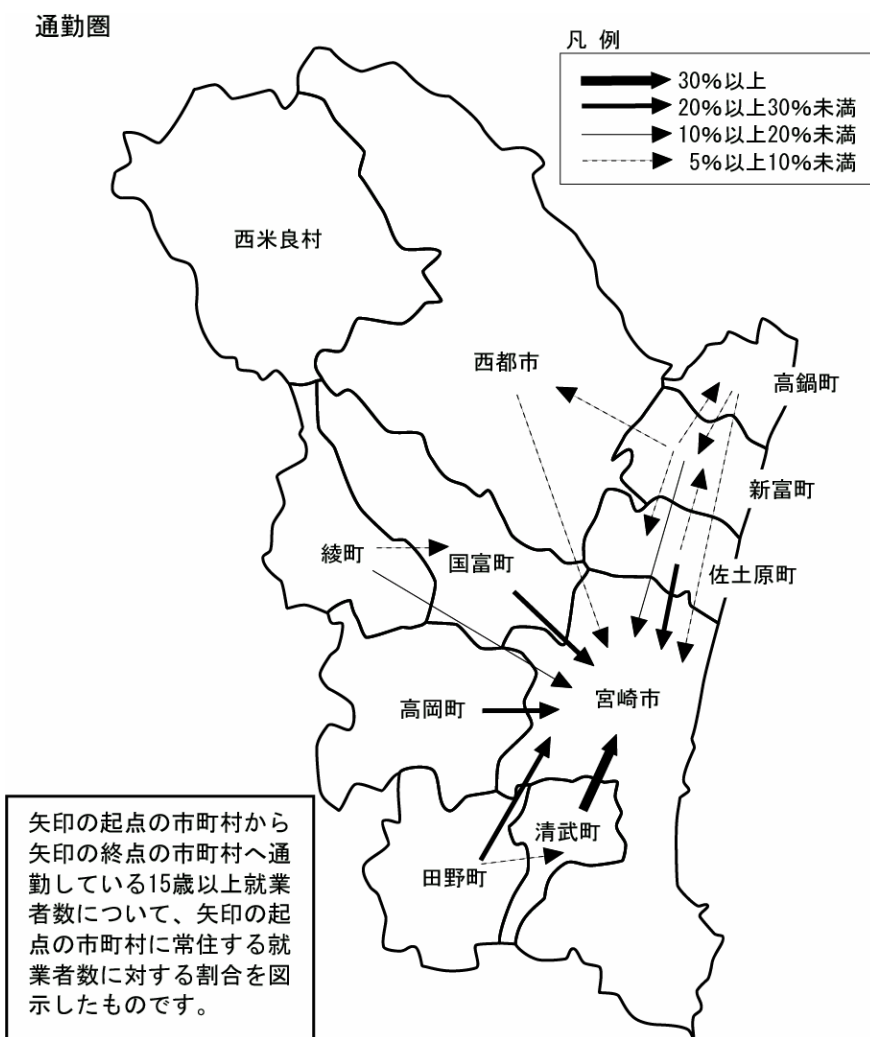 通勤圏
凡 例
30%以上
20%以上30%未満
10%以上20%未満
5%以上10%未満
西米良村
西都市
高鍋町
新富町
綾町
国富町
佐土原町
高岡町
宮崎市
清武町
田野町
矢印の起点の市町村から
矢印の終点の市町村へ通
勤している15歳以上就業
者数について、矢印の起
点の市町村に常住する就
業者数に対する割合を図
示したものです。